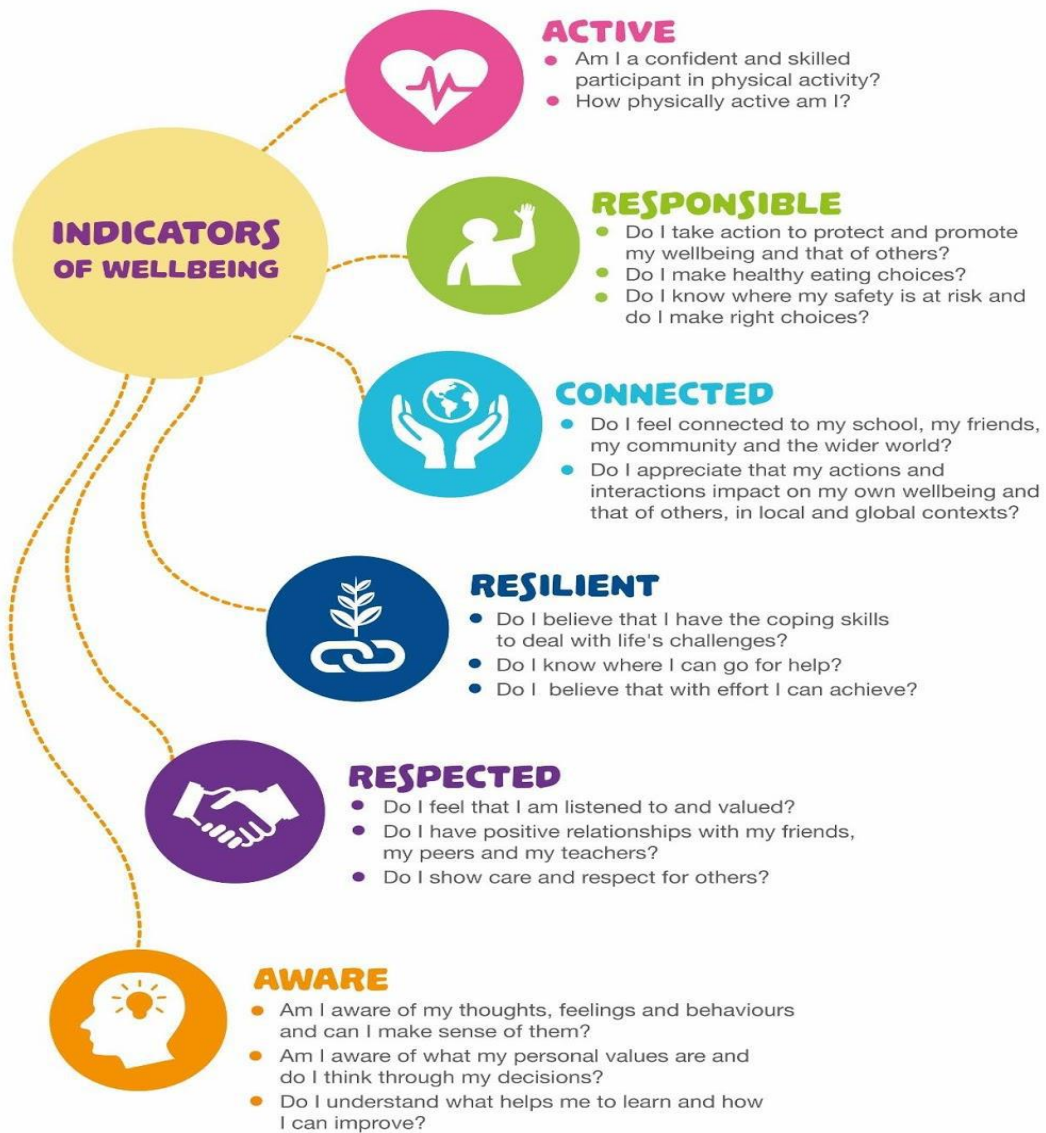 ACTIVE
• Am I a confident and skilled
participant in physical activity?
• How physically active am I?
INDICATORS
OF WELLBEING
RESPONSIBLE
• Do I take action to protect and promote
my wellbeing and that of others?
• Do I make healthy eating choices?
• Do I know where my safety is at risk and
do I make right choices?
CONNECTED
• Do I feel connected to my school, my friends,
my community and the wider world?
• Do I appreciate that my actions and
interactions impact on my own wellbeing and
that of others, in local and global contexts?
RESILIENT
• Do I believe that I have the coping skills
to deal with life's challenges?
• Do I know where I can go for help?
• Do I believe that with effort I can achieve?
RESPECTED
• Do I feel that I am listened to and valued?
• Do I have positive relationships with my friends,
my peers and my teachers?
• Do I show care and respect for others?
AWARE
• Am I aware of my thoughts, feelings and behaviours
and can I make sense of them?
• Am I aware of what my personal values are and
do I think through my decisions?
• Do I understand what helps me to learn and how
I can improve?